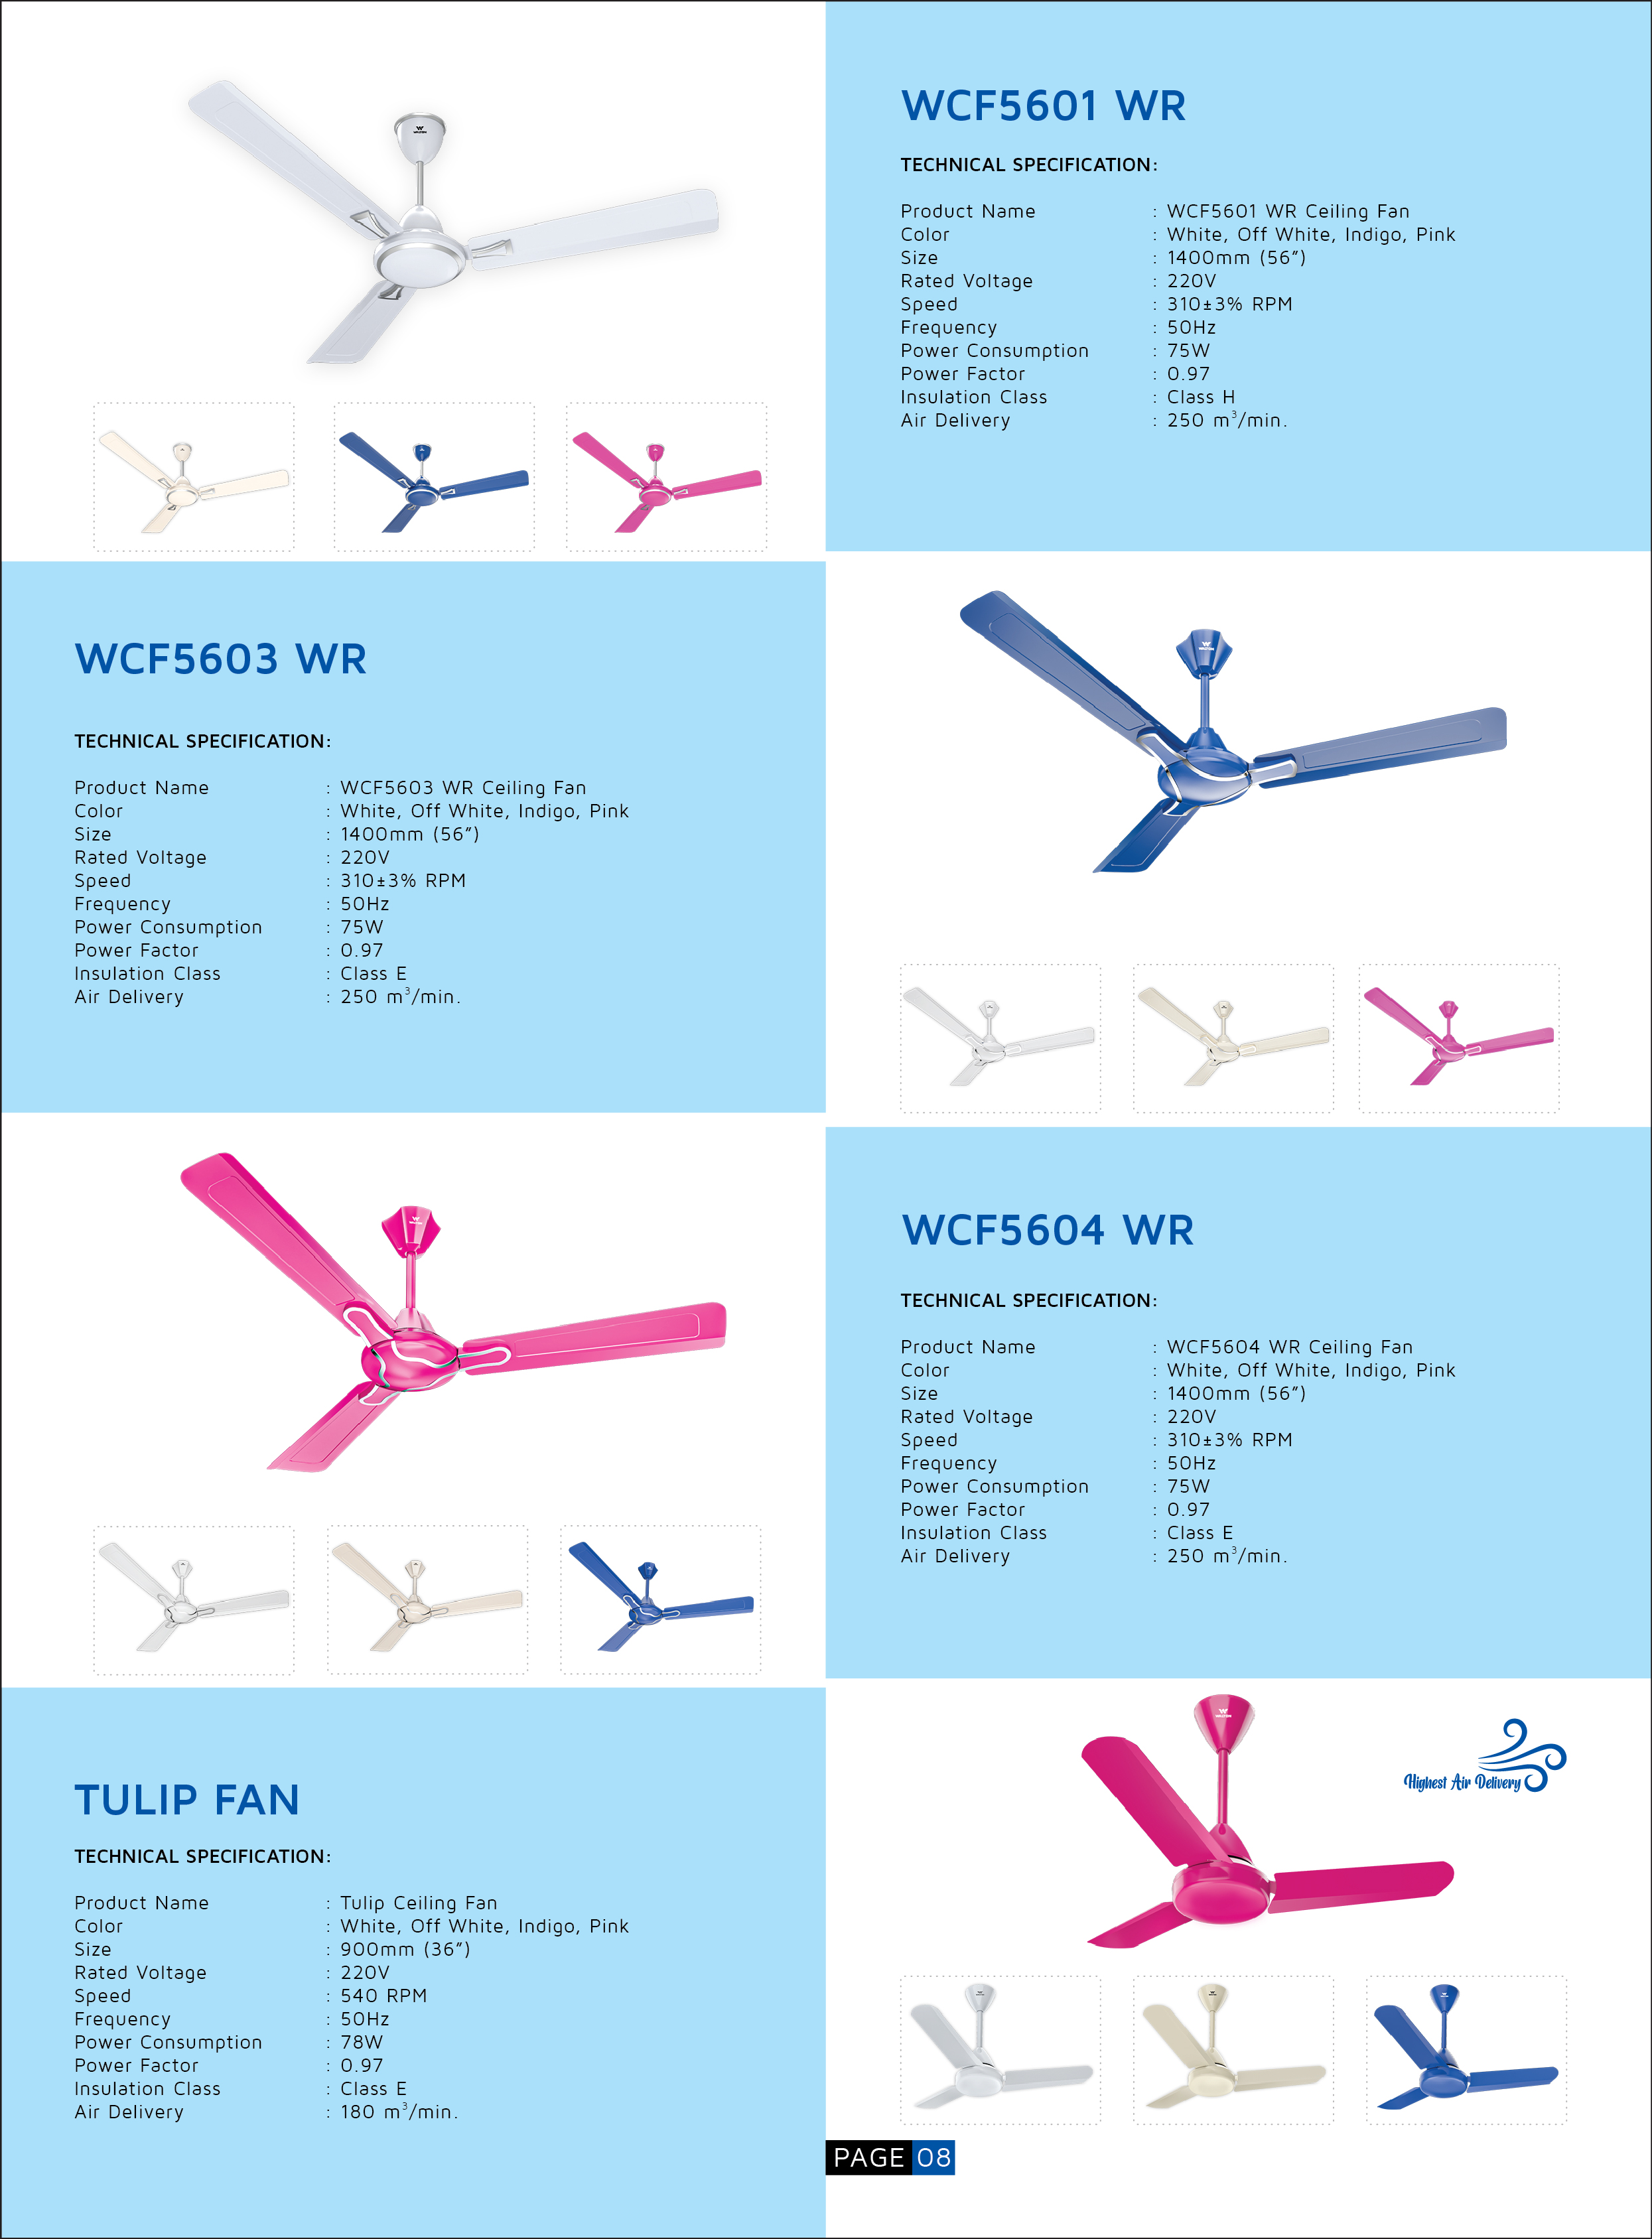 WCF5601 WR
TECHNICAL SPECIFICATION:
Product Name : WCF5601 WR Ceiling Fan
Color : White, Off White, Indigo, Pink
Size : 1400mm (56”)
Rated Voltage : 220V
Speed : 310±3% RPM
Frequency : 50Hz
Power Consumption : 75W
Power Factor : 0.97
Insulation Class : Class H
Air Delivery : 250 m³/min.
WCF5603 WR
TECHNICAL SPECIFICATION:
Product Name : WCF5603 WR Ceiling Fan
Color : White, Off White, Indigo, Pink
Size : 1400mm (56”)
Rated Voltage : 220V
Speed : 310±3% RPM
Frequency : 50Hz
Power Consumption : 75W
Power Factor : 0.97
Insulation Class : Class E
Air Delivery : 250 m³/min.
WALTON
WCF5604 WR
TECHNICAL SPECIFICATION:
Product Name : WCF5604 WR Ceiling Fan
Color : White, Off White, Indigo, Pink
Size : 1400mm (56”)
Rated Voltage : 220V
Speed : 310±3% RPM
Frequency : 50Hz
Power Consumption : 75W
Power Factor : 0.97
Insulation Class : Class E
Air Delivery : 250 m³/min.
TULIP FAN
TECHNICAL SPECIFICATION:
Product Name : Tulip Ceiling Fan
Color : White, Off White, Indigo, Pink
Size : 900mm (36”)
Rated Voltage : 220V
Speed : 540 RPM
Frequency : 50Hz
Power Consumption : 78W
Power Factor : 0.97
Insulation Class : Class E
Air Delivery : 180 m³/min.
WALTON
Highest Air Delivery
PAGE 08